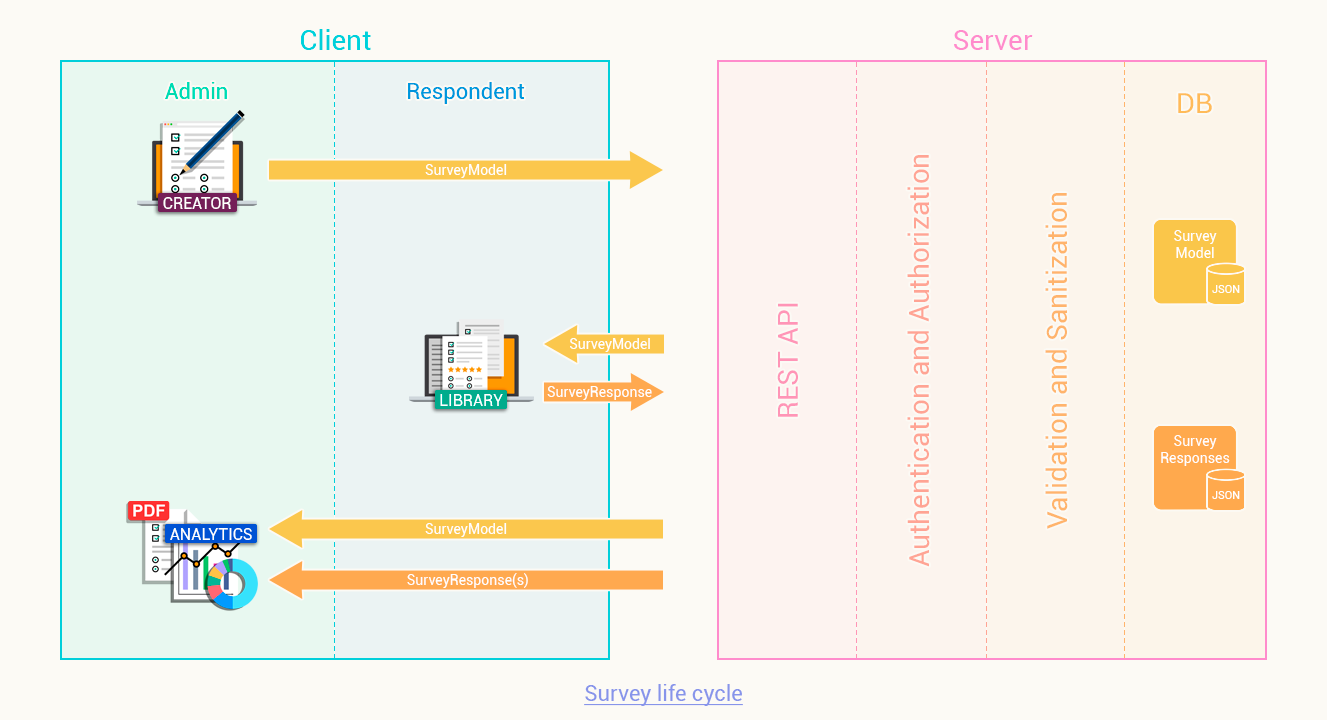 Client
Server
Admin
Respondent
DB
CREATOR
SurveyModel
Survey
Model
JSON
REST API
Authentication and Authorization
Validation and Sanitization
LIBRARY
SurveyModel
SurveyResponse
Survey
Responses
JSON
PDF
ANALYTICS
SurveyModel
SurveyResponse(s)
Survey life cycle